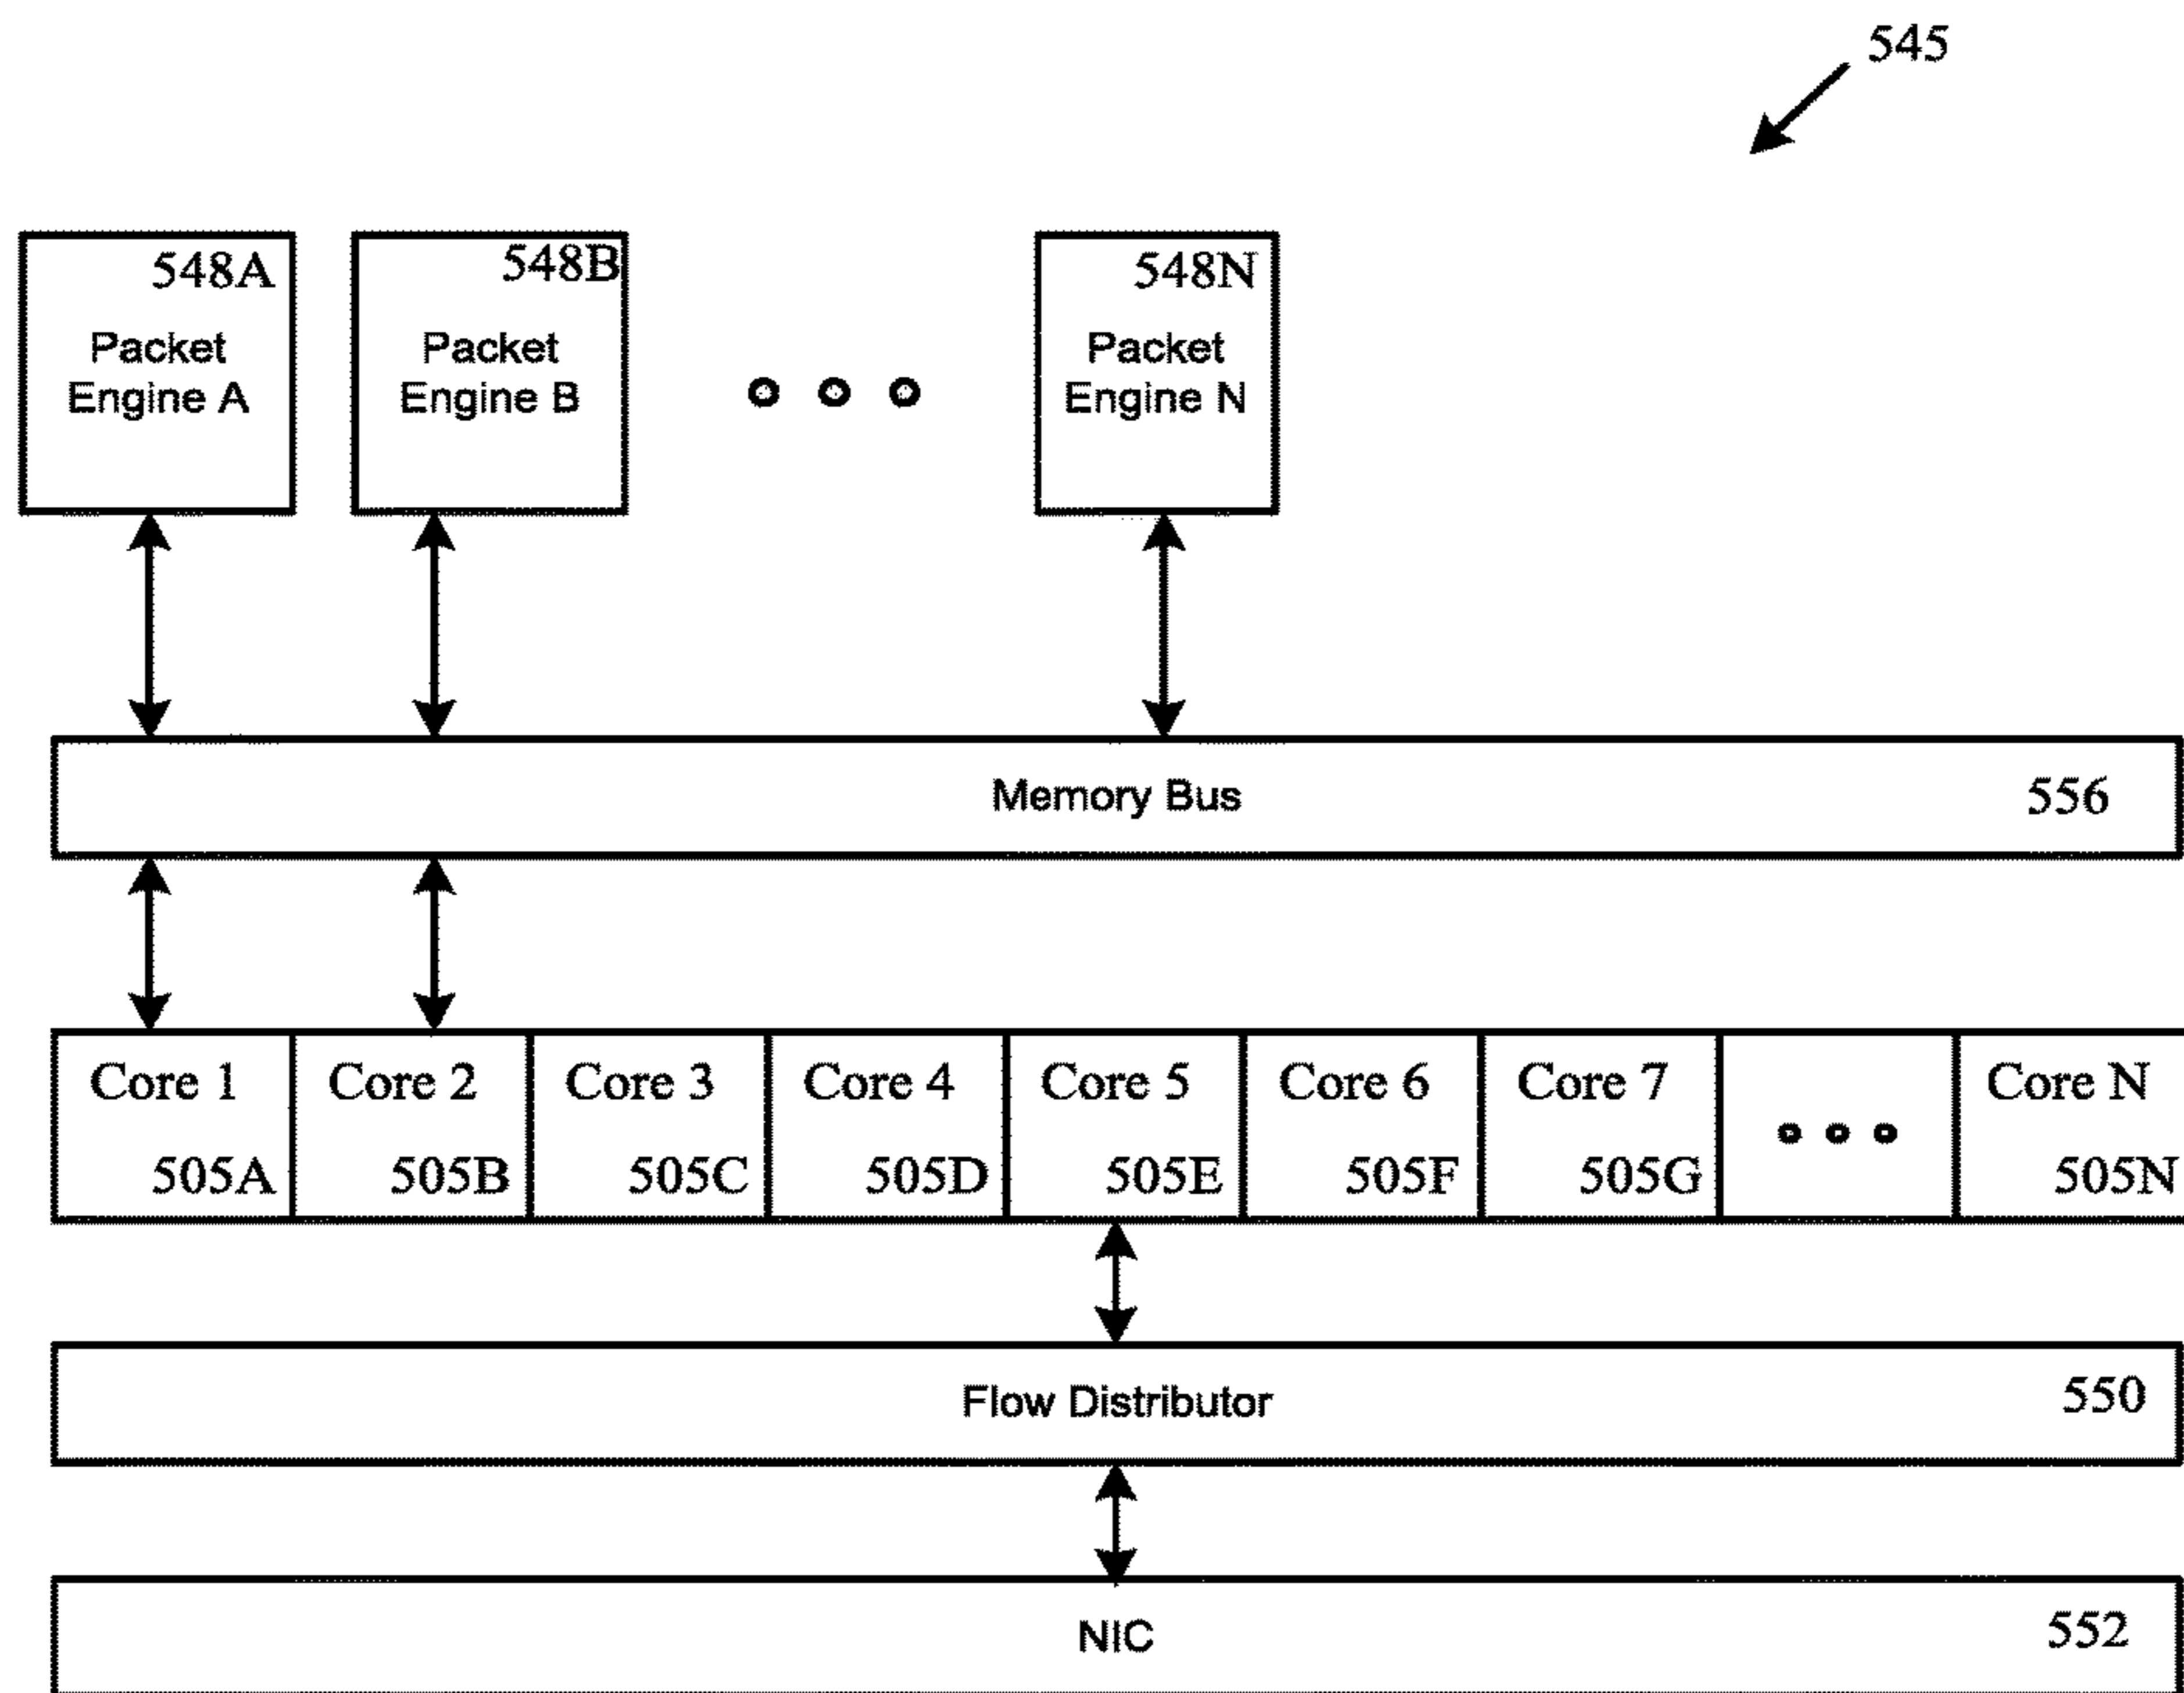 545
548A
Packet
Engine A
548B
Packet
Engine B
548N
Packet
Engine N
Memory Bus
556
Core 1
505A
Core 2
505B
Core 3
505C
Core 4
505D
Core 5
505E
Core 6
505F
Core 7
505G
Core N
505N
Flow Distributor
550
NIC
552